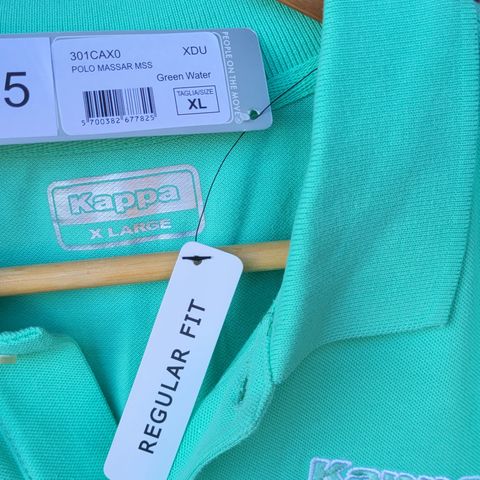 5
301CAX0 XDU
POLO MASSAR MSS
Green Water
TAGLIA/SIZE
XL
5 700382 677825
PEOPLE ON THE MOVE
Kappa
X LARGE
REGULAR FIT
Kappa